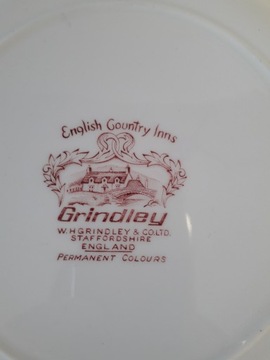 English Country Inns
Grindley
W.H GRINDLEY & CO. LTD.
STAFFORDSHIRE
ENGLAND
PERMANENT COLOURS